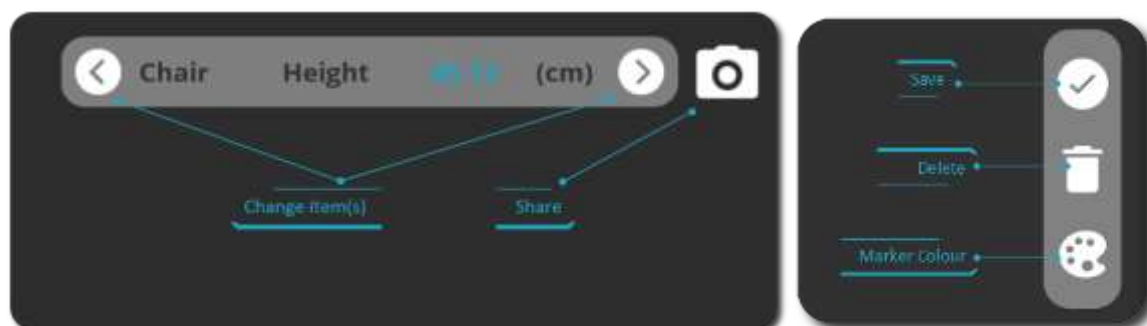 Chair Height (cm)
Change Item(s)
Share
Save
Delete
Marker Colour